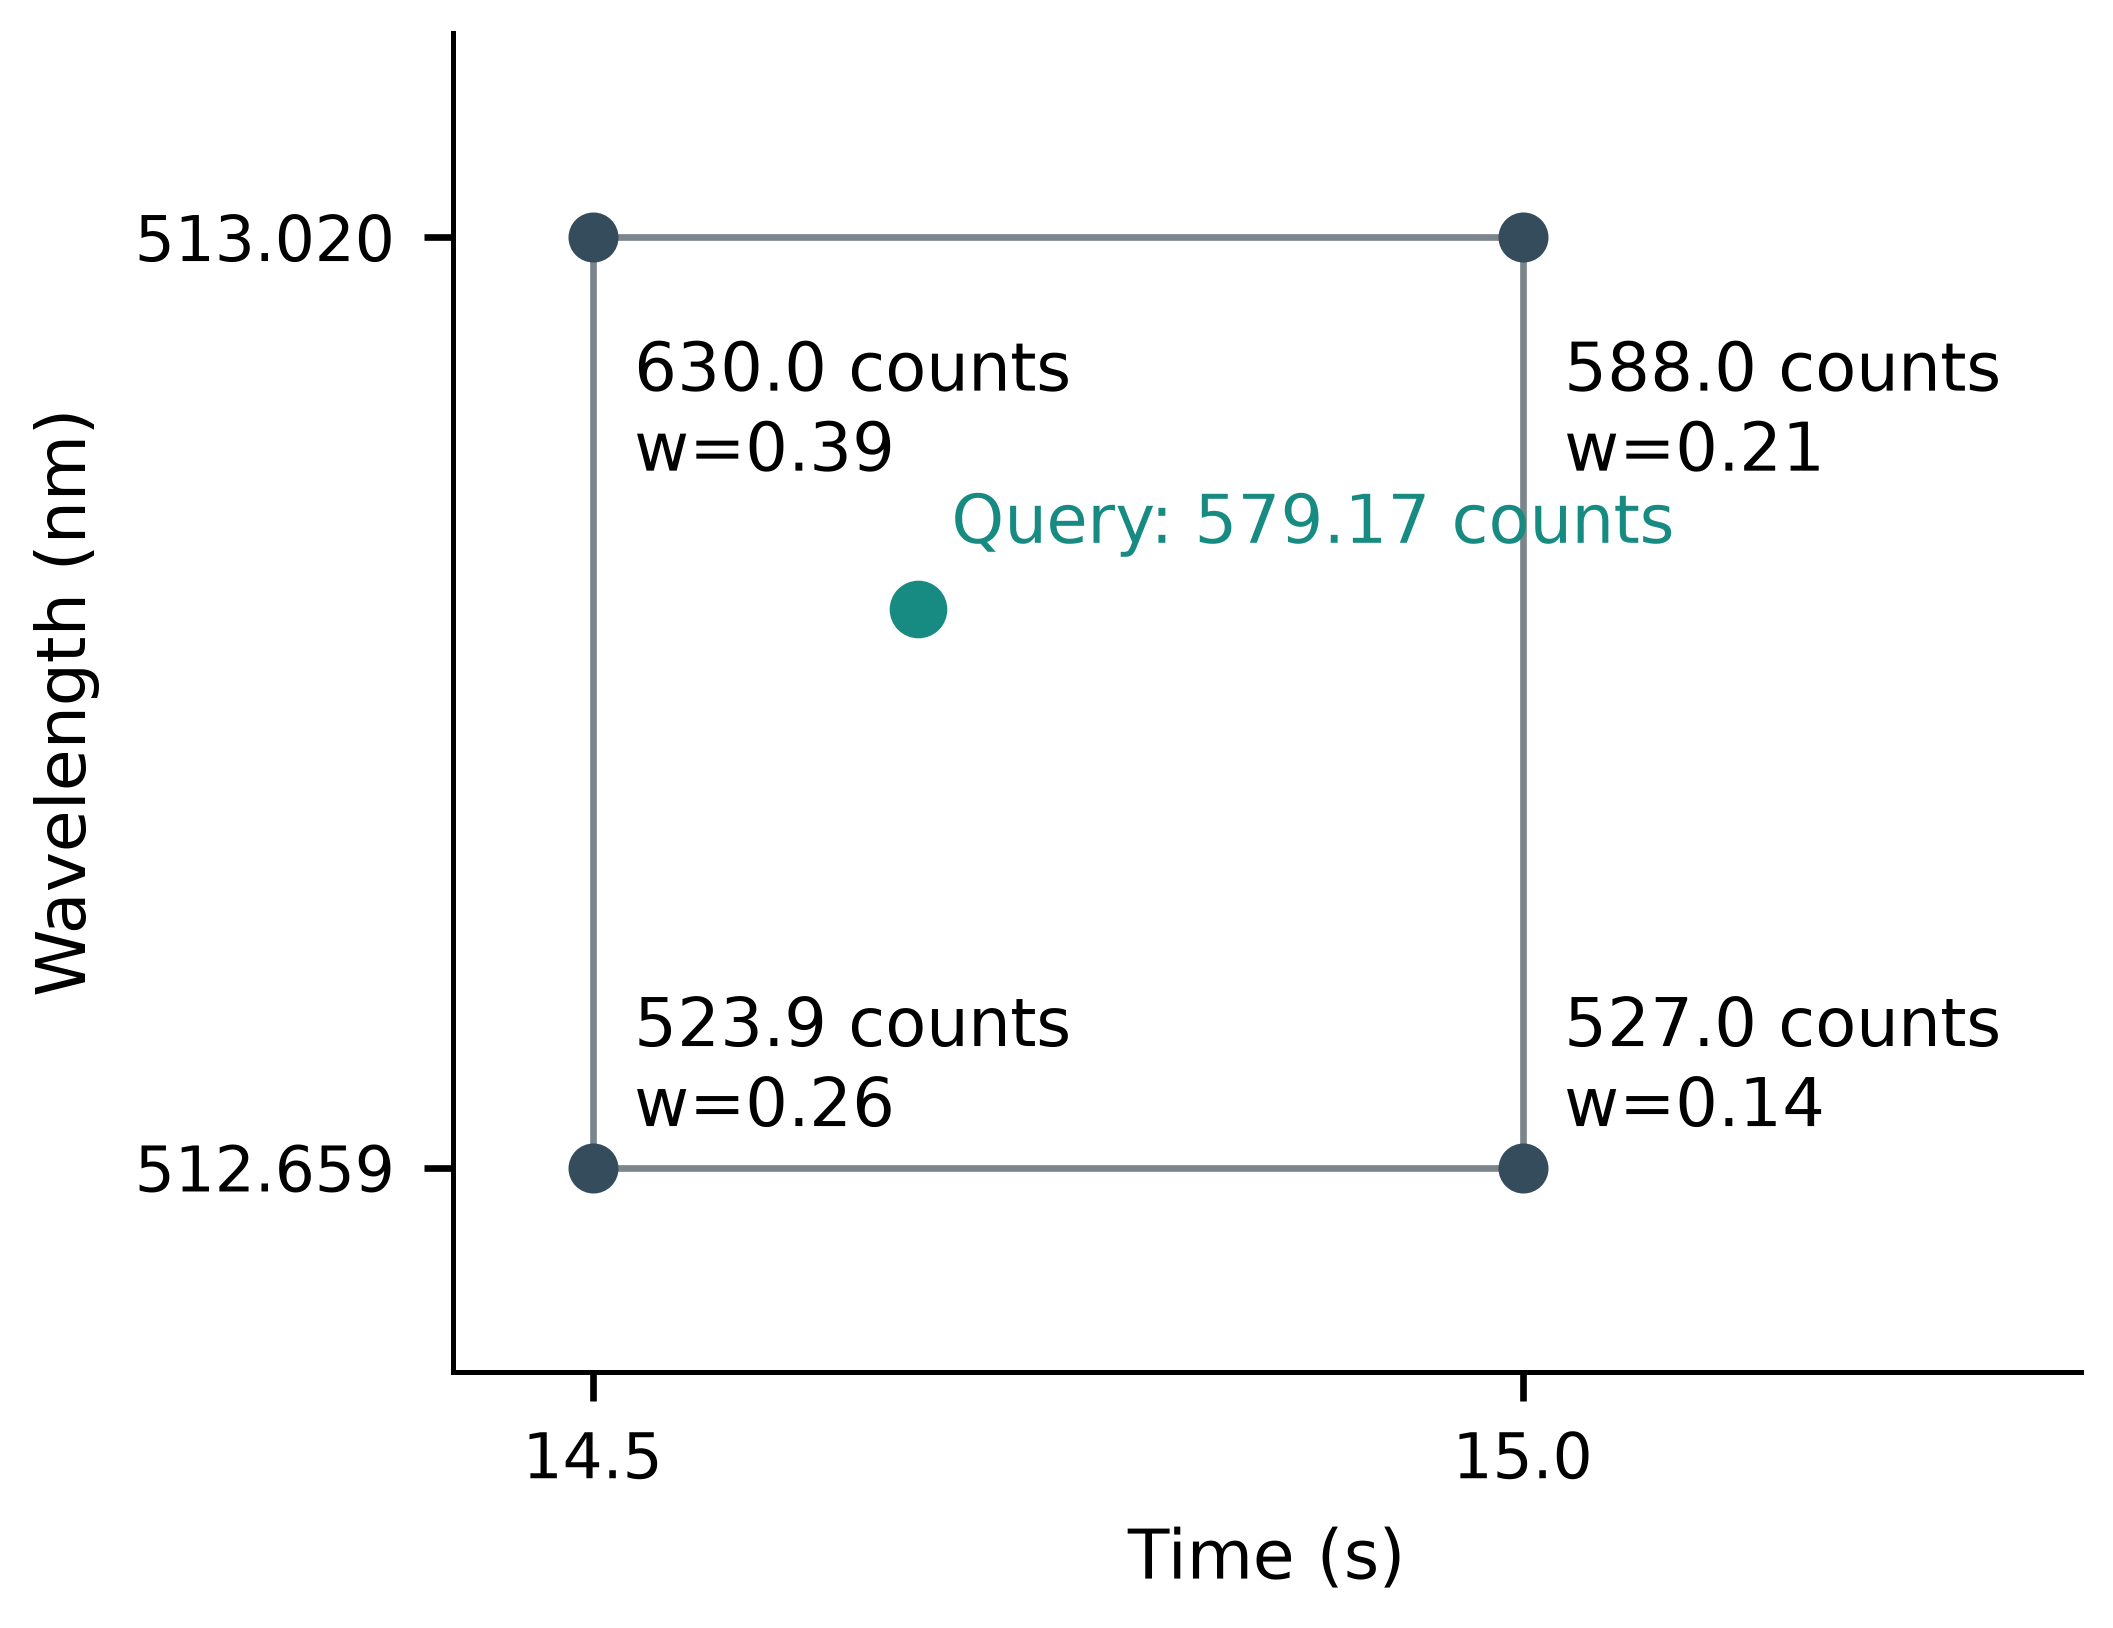 513.020
630.0 counts
w=0.39
588.0 counts
w=0.21
Query: 579.17 counts
Wavelength (nm)
523.9 counts
w=0.26
527.0 counts
w=0.14
512.659
14.5
15.0
Time (s)